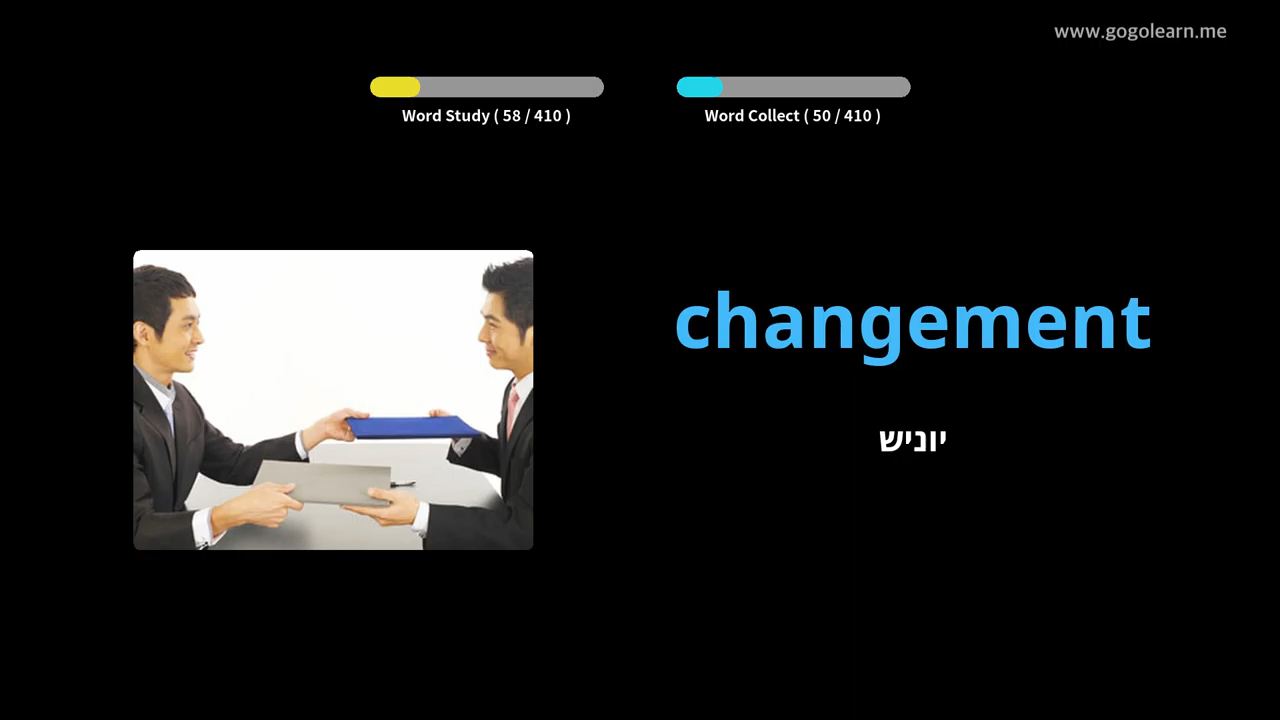 www.gogolearn.me
Word Study ( 58 / 410 )
Word Collect ( 50 / 410 )
changement
יוניש